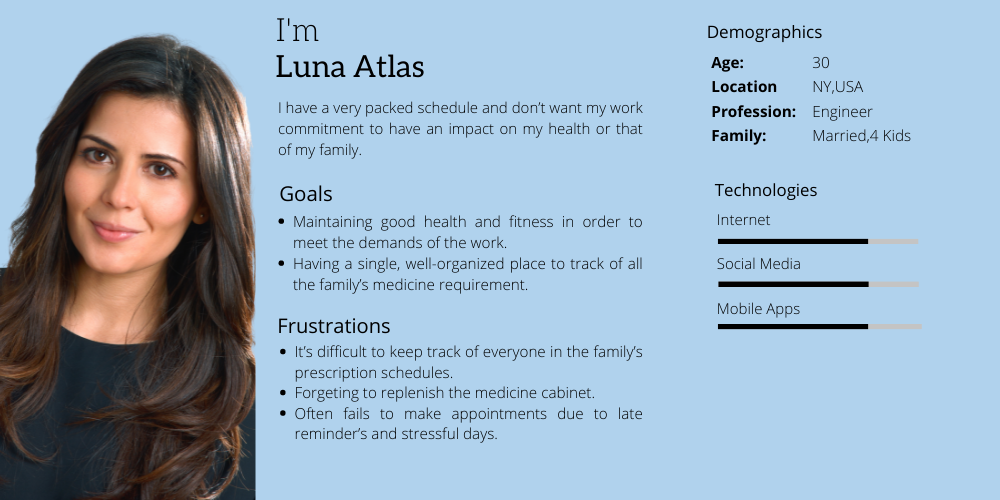 I'm
Luna Atlas
I have a very packed schedule and don't want my work
commitment to have an impact on my health or that
of my family.
Goals
• Maintaining good health and fitness in order to
meet the demands of the work.
• Having a single, well-organized place to track of all
the family's medicine requirement.
Frustrations
• It's difficult to keep track of everyone in the family's
prescription schedules.
• Forgeting to replenish the medicine cabinet.
• Often fails to make appointments due to late
reminder's and stressful days.
Demographics
Age: 30
Location NY,USA
Profession: Engineer
Family: Married,4 Kids
Technologies
Internet
Social Media
Mobile Apps